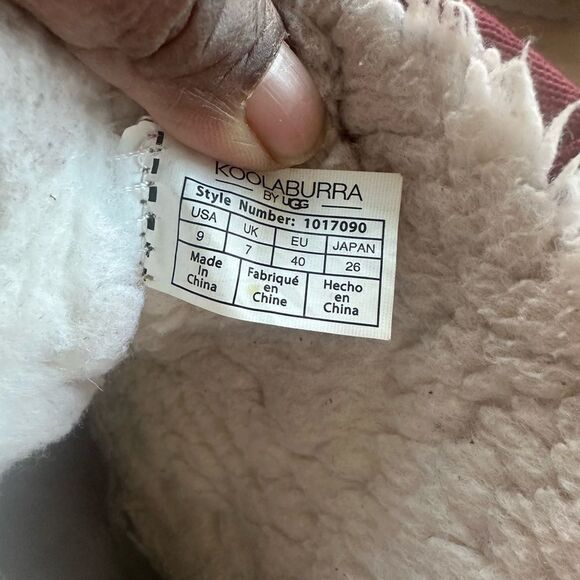 KOOLABURRA
BY UGG
Style Number: 1017090
USA UK EU JAPAN
9 7 40 26
Made in China Fabriqué en Chine Hecho en China